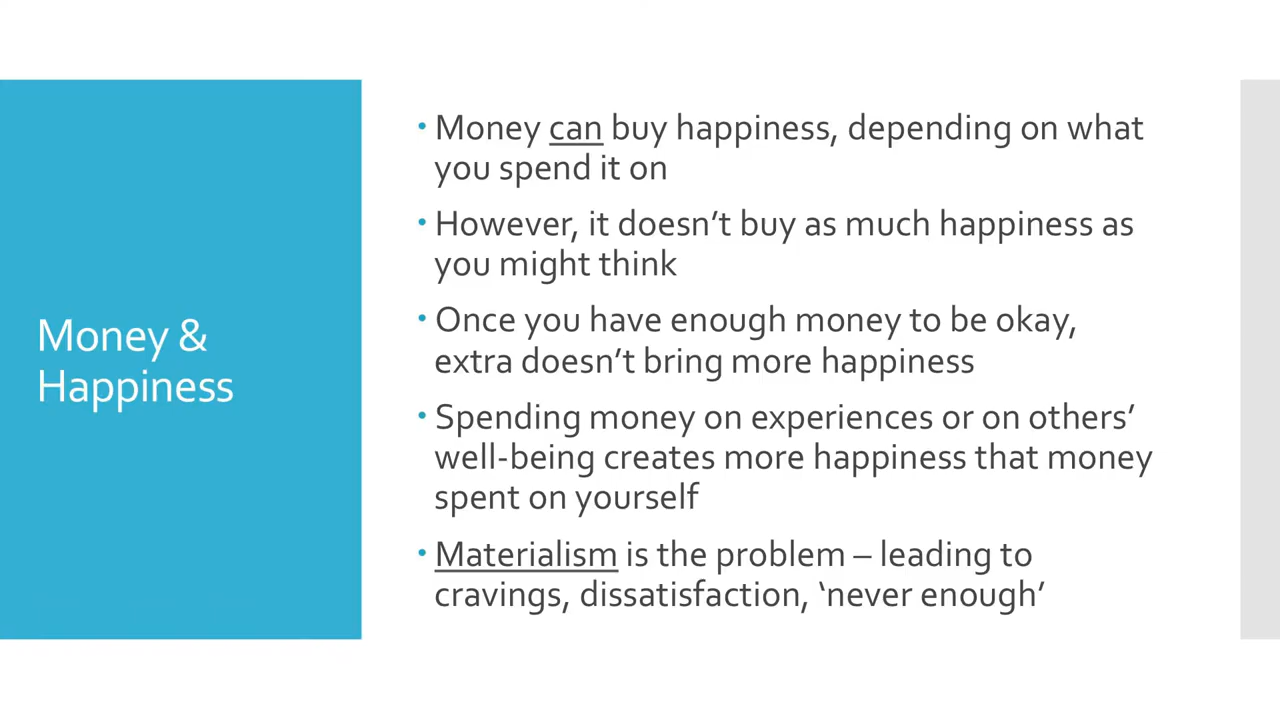 Money &
Happiness
• Money can buy happiness, depending on what
you spend it on
• However, it doesn’t buy as much happiness as
you might think
• Once you have enough money to be okay,
extra doesn’t bring more happiness
• Spending money on experiences or on others’
well-being creates more happiness that money
spent on yourself
• Materialism is the problem – leading to
cravings, dissatisfaction, ‘never enough’